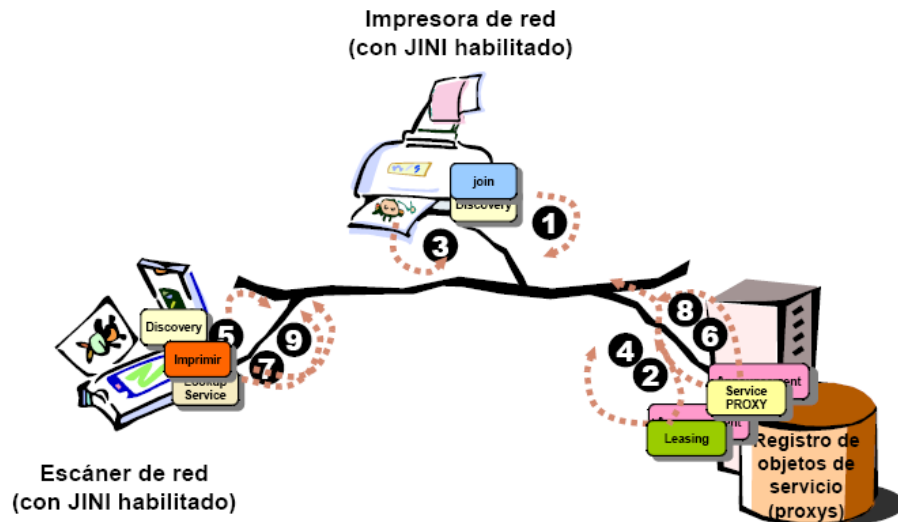 Impresora de red
(con JINI habilitado)
join
Discovery
1
3
Discovery
5
9
8
6
Imprimir
4
7
2
Lookup
Service
Service
PROXY
Leasing
Registro de
objetos de
servicio
(proxys)
Escáner de red
(con JINI habilitado)